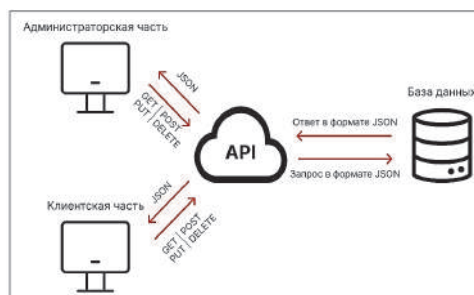 Администраторская часть
JSON
GET | POST
PUT | DELETE
База данных
Ответ в формате JSON
API
Запрос в формате JSON
JSON
Клиентская часть
GET | POST
PUT | DELETE